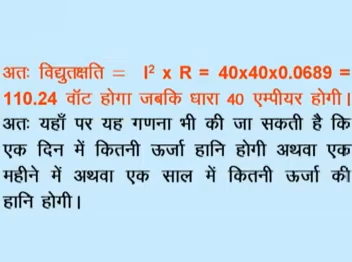 अतः विद्युतक्षति = I² x R = 40x40x0.0689 =
110.24 वॉट होगा जबकि धारा 40 एम्पीयर होगी।
अतः यहाँ पर यह गणना भी की जा सकती है कि
एक दिन में कितनी ऊर्जा हानि होगी अथवा एक
महीने में अथवा एक साल में कितनी ऊर्जा की
हानि होगी।